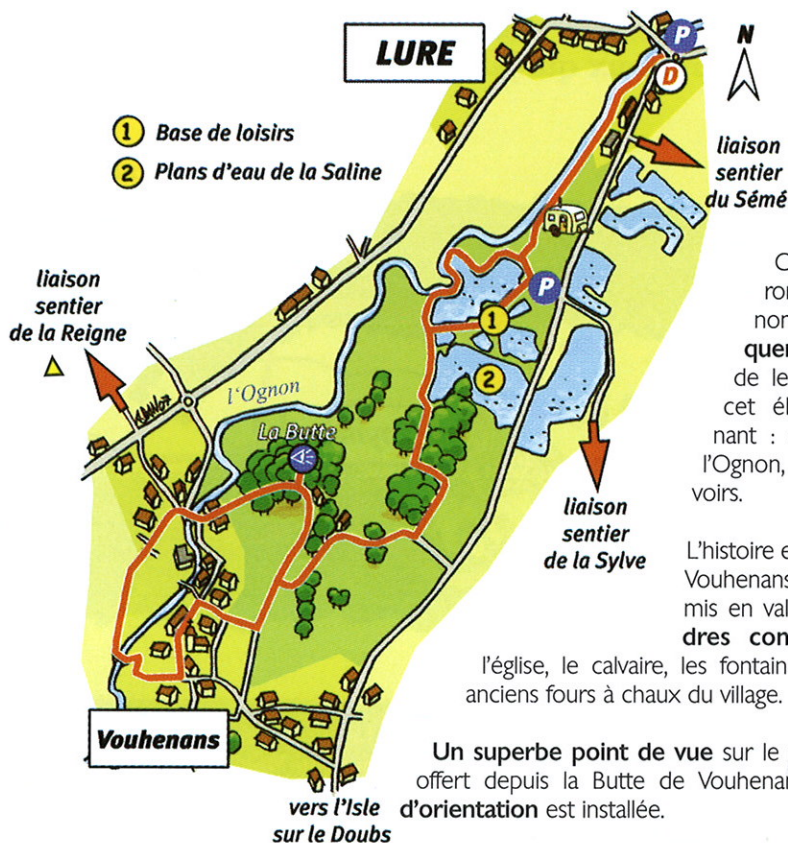 LURE
P
D
N
1 Base de loisirs
2 Plans d'eau de la Saline
liaison
sentier
du Sémé
liaison
sentier
de la Reigne
l'Ognon
La Butte
P
1
2
liaison
sentier
de la Sylve
Vouhenans
vers l'Isle
sur le Doubs
quer
de le
cet él
nant :
l'Ognon,
voirs.
L'histoire e
Vouhenans
mis en val
dres con
l'église, le calvaire, les fontain
anciens fours à chaux du village.
Un superbe point de vue sur le
offert depuis la Butte de Vouhenan
d'orientation est installée.